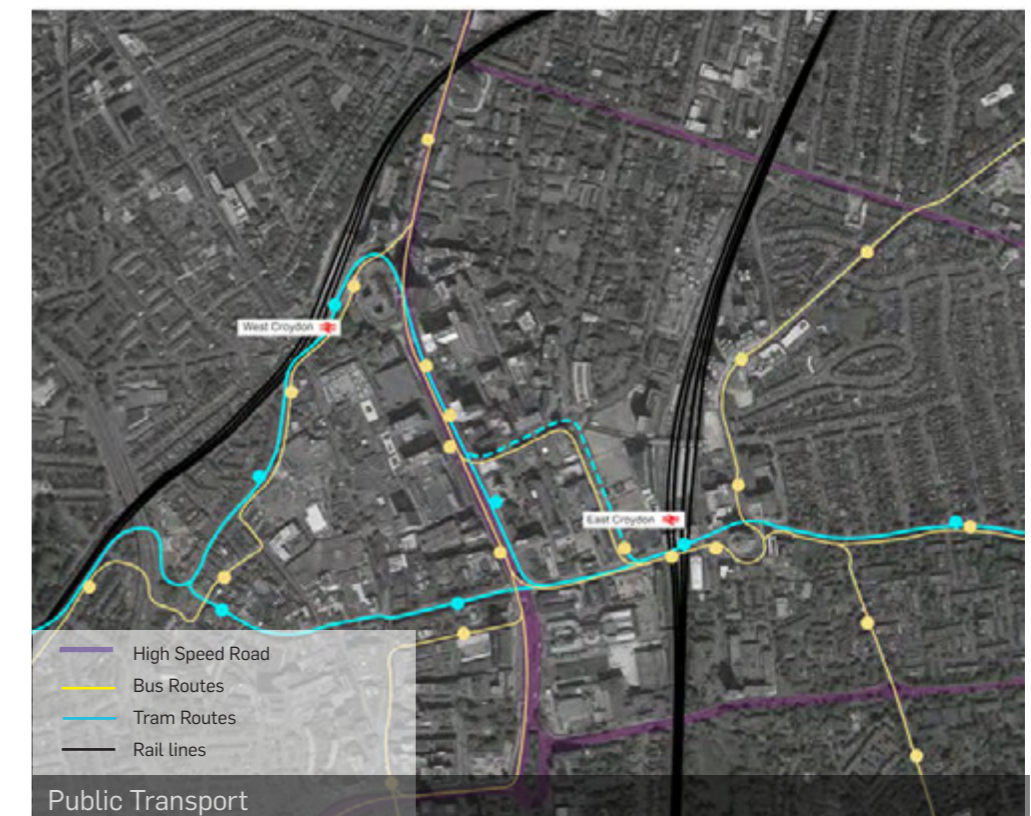 West Croydon
East Croydon
High Speed Road
Bus Routes
Tram Routes
Rail lines
Public Transport